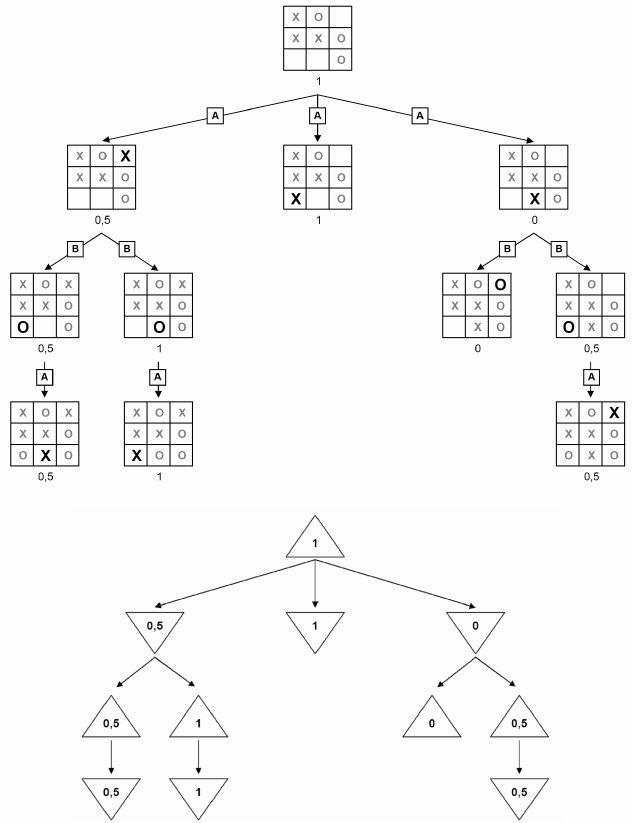 X O
X X O
O
1
A A A
X O X X O X O
X X O X X O X X O
O X O X O
0,5 1 0
B B B B
X O X X O X X O O X O
X X O X X O X X O X X O
O O O O X O O X O
0,5 1 0 0,5
A A A
X O X X O X X O X
X X O X X O X X O
O X O X O O O X O
0,5 1 0,5
1
0,5 1 0
0,5 1 0 0,5
0,5 1 0,5